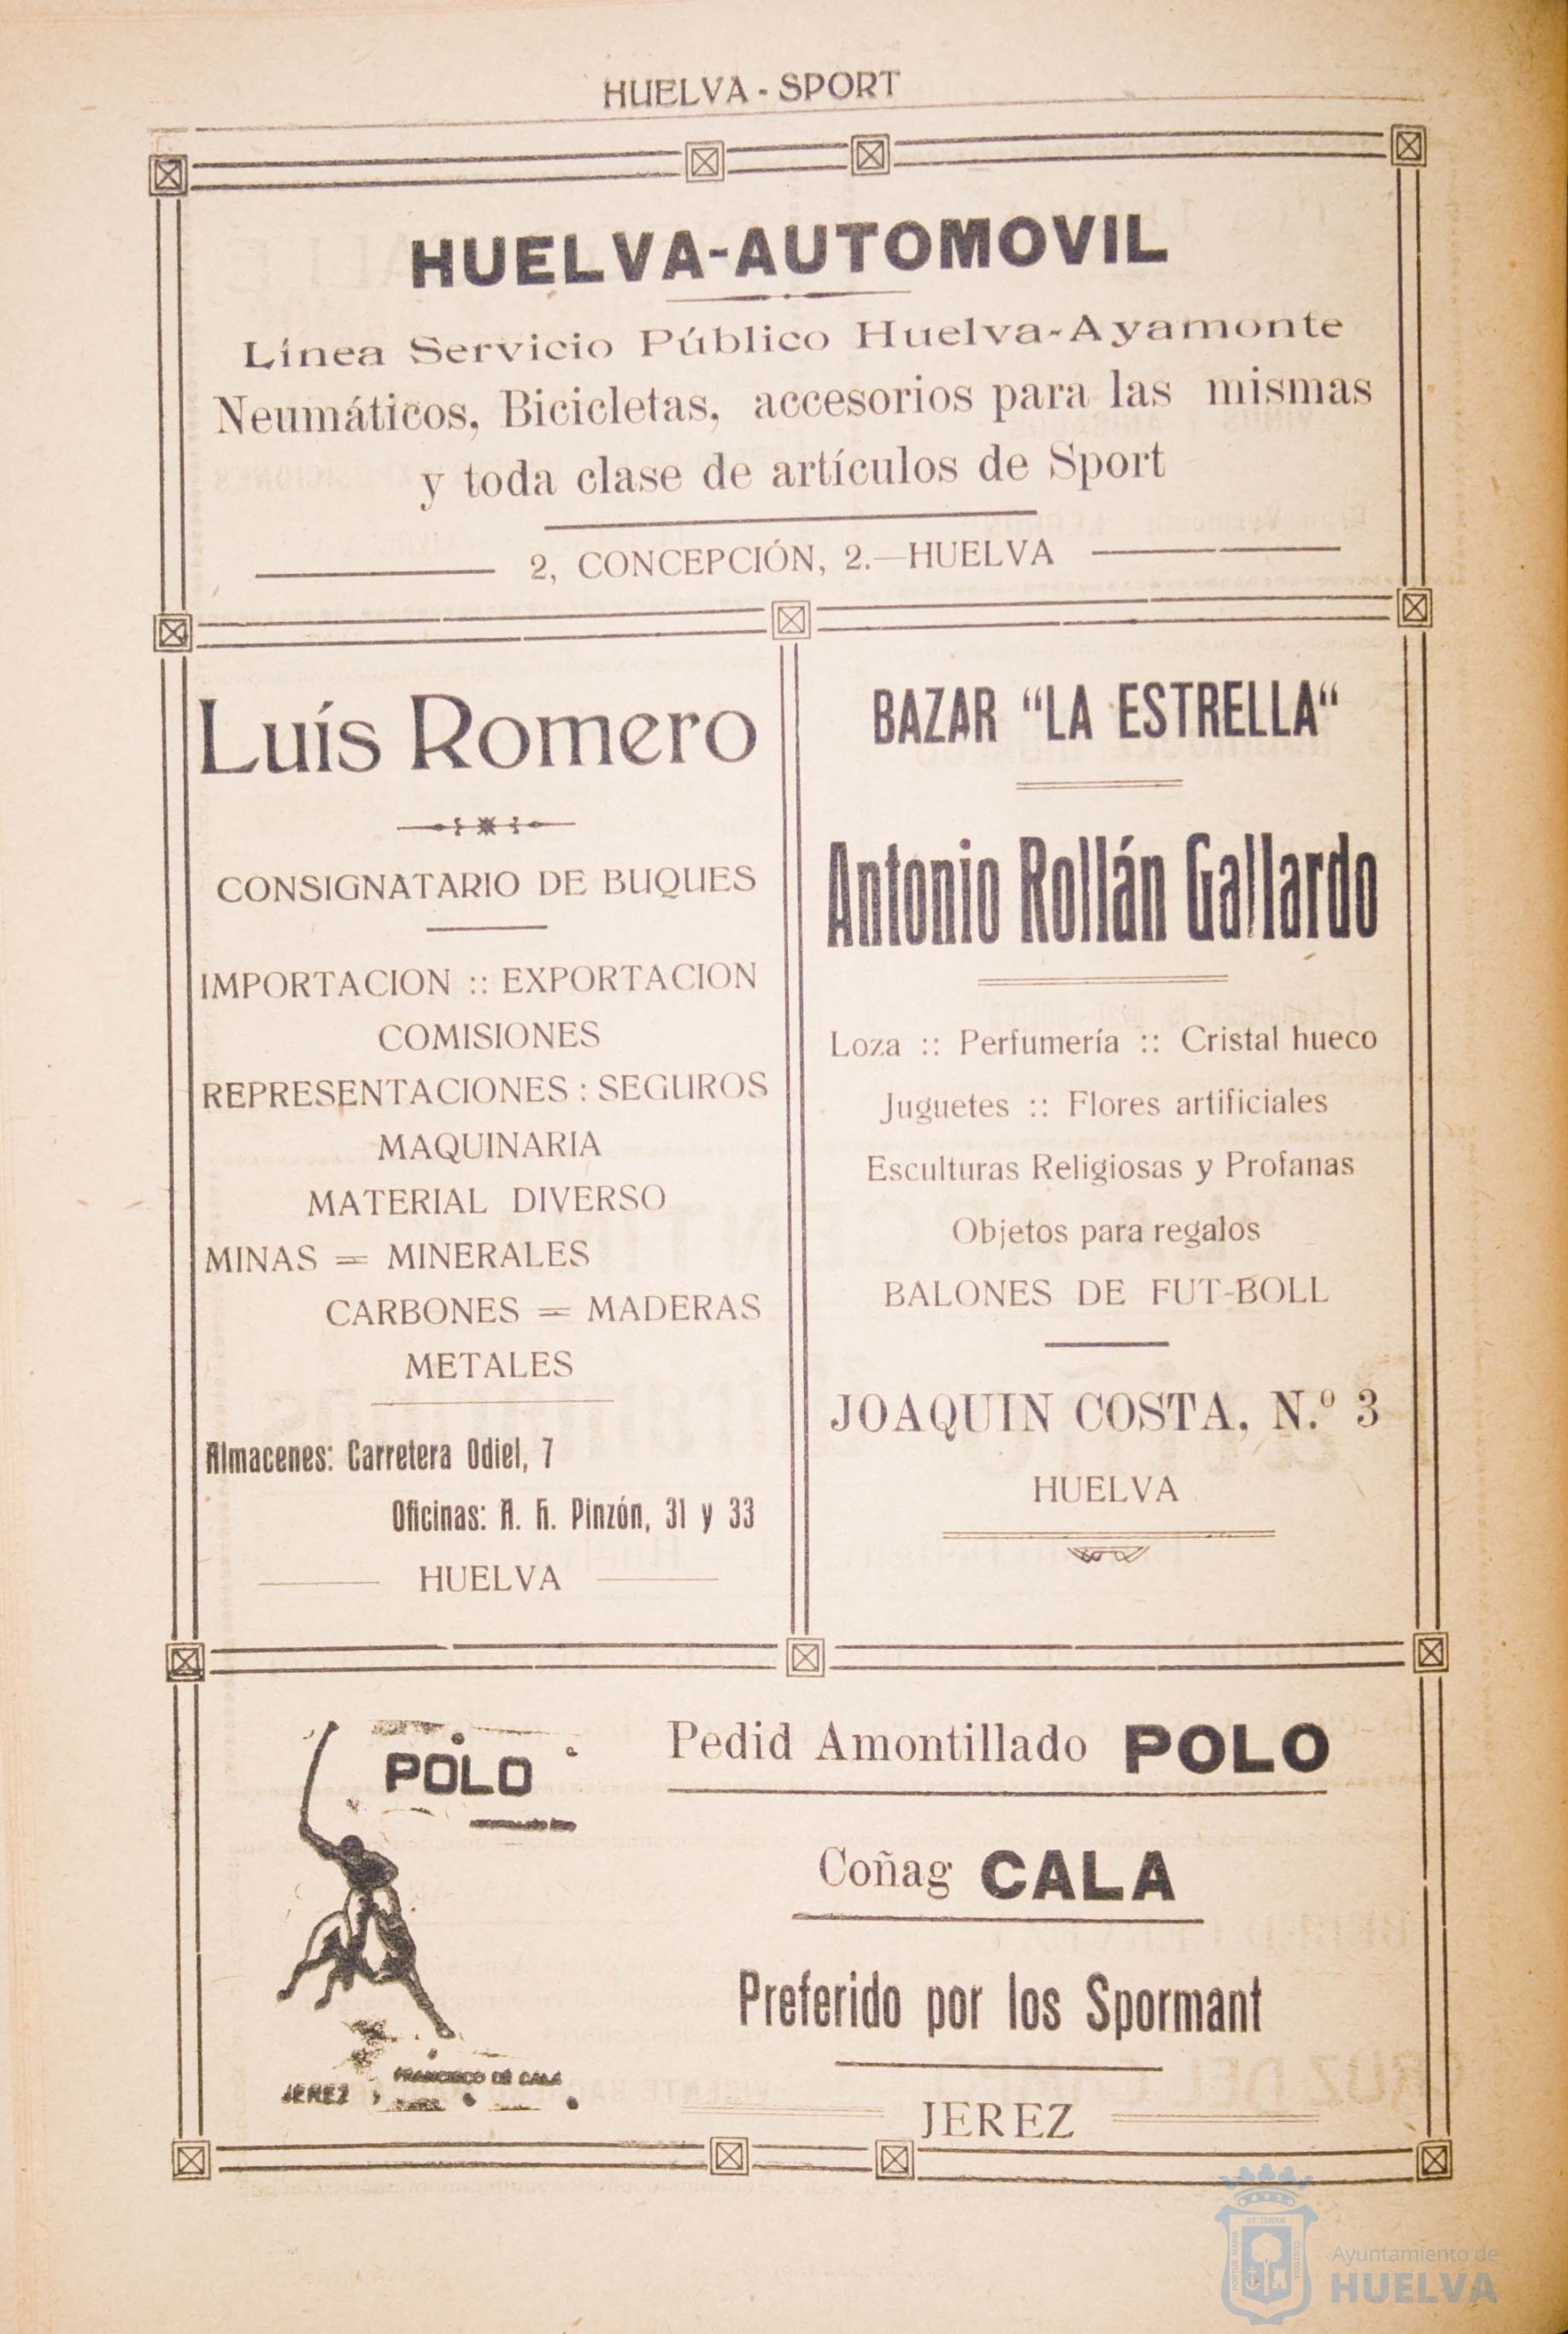 HUELVA - SPORT
HUELVA-AUTOMOVIL
Línea Servicio Público Huelva-Ayamonte
Neumáticos, Bicicletas, accesorios para las mismas
y toda clase de artículos de Sport
2, CONCEPCIÓN, 2.—HUELVA
Luís Romero
CONSIGNATARIO DE BUQUES
IMPORTACION :: EXPORTACION
COMISIONES
REPRESENTACIONES : SEGUROS
MAQUINARIA
MATERIAL DIVERSO
MINAS = MINERALES
CARBONES = MADERAS
METALES
Almacenes: Carretera Odiel, 7
Oficinas: A. H. Pinzón, 31 y 33
HUELVA
BAZAR “LA ESTRELLA“
Antonio Rollán Gallardo
Loza :: Perfumería :: Cristal hueco
Juguetes :: Flores artificiales
Esculturas Religiosas y Profanas
Objetos para regalos
BALONES DE FUT-BOLL
JOAQUIN COSTA, N.º 3
HUELVA
POLO
FRANCISCO DE CALA
JEREZ
Pedid Amontillado POLO
Coñag CALA
Preferido por los Spormant
JEREZ
Ayuntamiento de
HUELVA